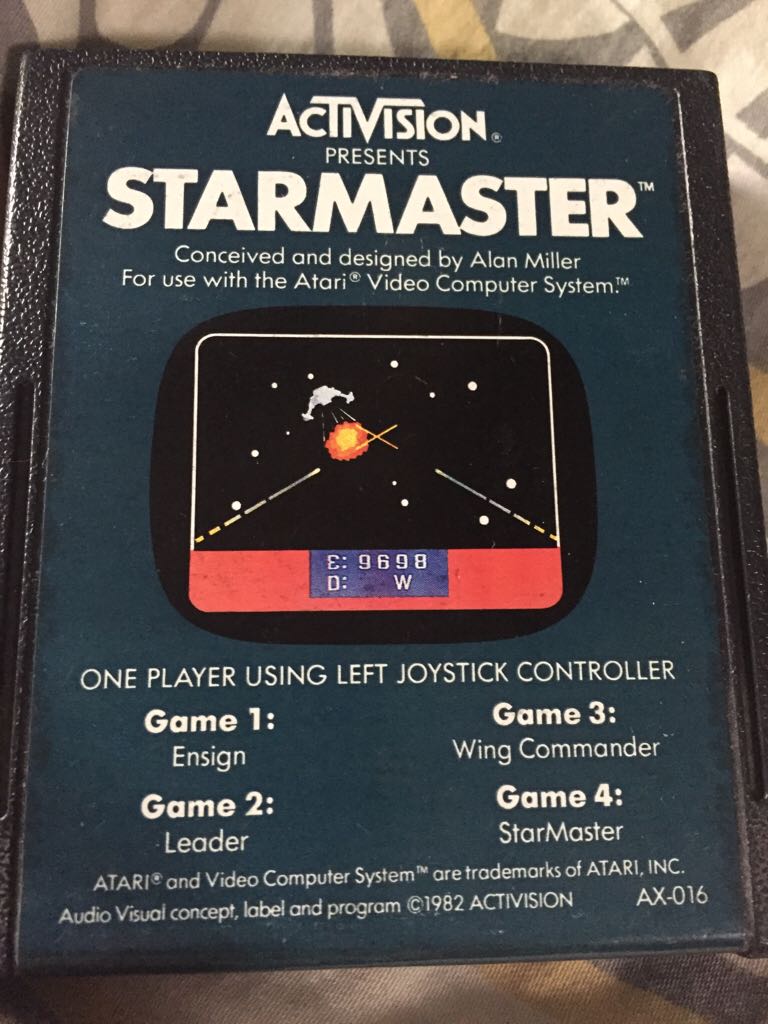 ACTIVISION®
PRESENTS
STARMASTER™
Conceived and designed by Alan Miller
For use with the Atari® Video Computer System.™
E: 9698
D: W
ONE PLAYER USING LEFT JOYSTICK CONTROLLER
Game 1:
Ensign
Game 2:
Leader
Game 3:
Wing Commander
Game 4:
StarMaster
ATARI® and Video Computer System™ are trademarks of ATARI, INC.
Audio Visual concept, label and program ©1982 ACTIVISION AX-016